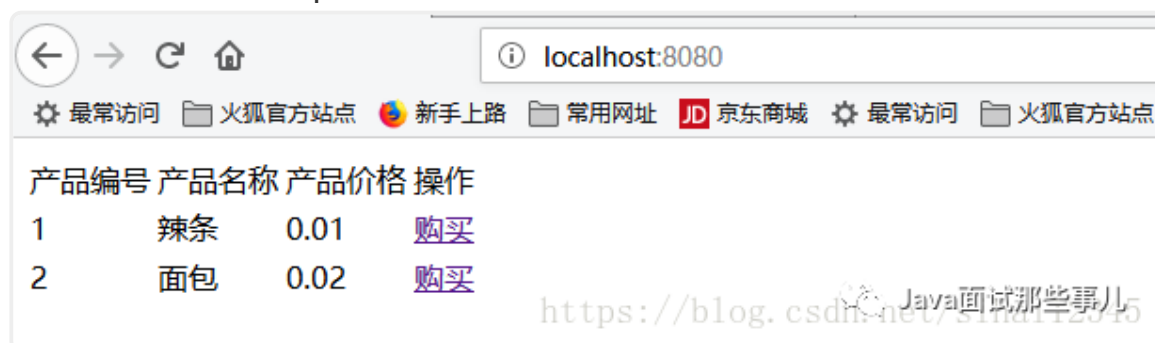 localhost:8080
最常访问 火狐官方站点 新手上路 常用网址 JD 京东商城 最常访问 火狐官方站点
产品编号 产品名称 产品价格 操作
1 辣条 0.01 购买
2 面包 0.02 购买
Java面试那些事儿
https://blog.csdn.net/